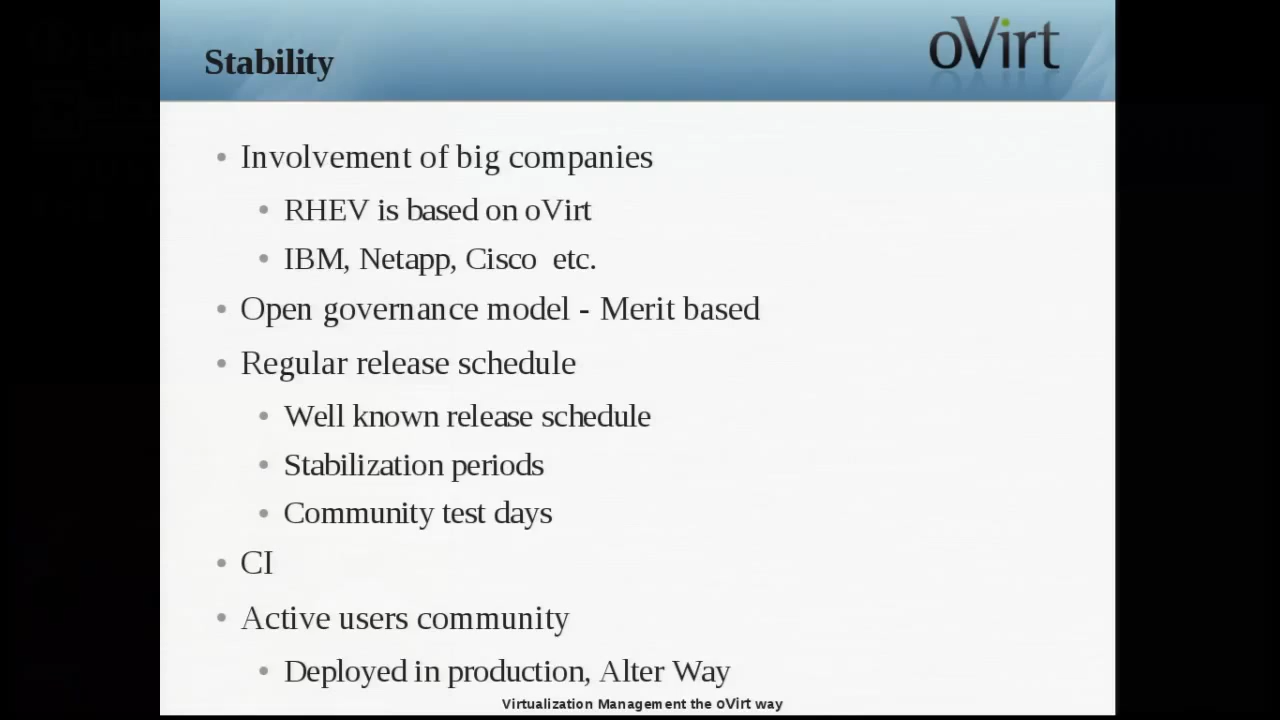 Stability
oVirt
Involvement of big companies
RHEV is based on oVirt
IBM, Netapp, Cisco etc.
Open governance model - Merit based
Regular release schedule
Well known release schedule
Stabilization periods
Community test days
CI
Active users community
Deployed in production, Alter Way
Virtualization Management the oVirt way